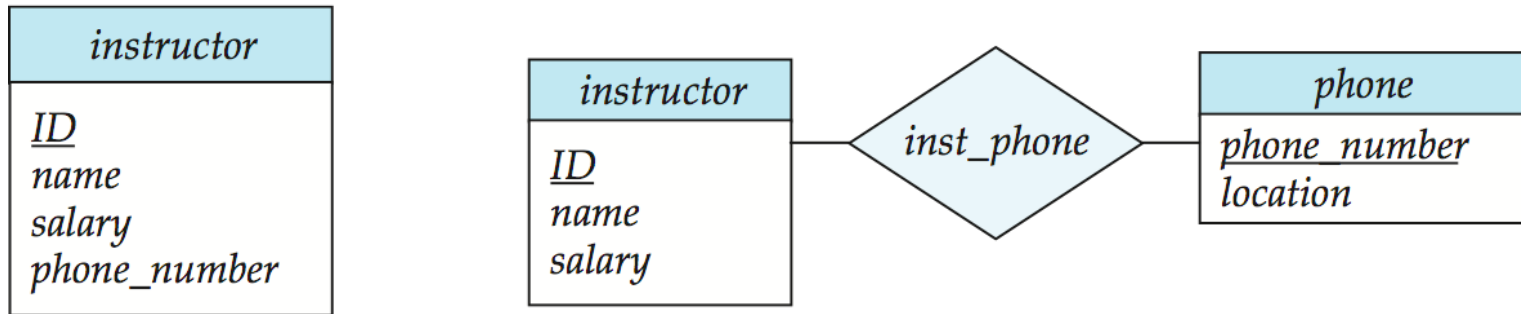 instructor
ID
name
salary
phone_number
instructor
ID
name
salary
inst_phone
phone
phone_number
location